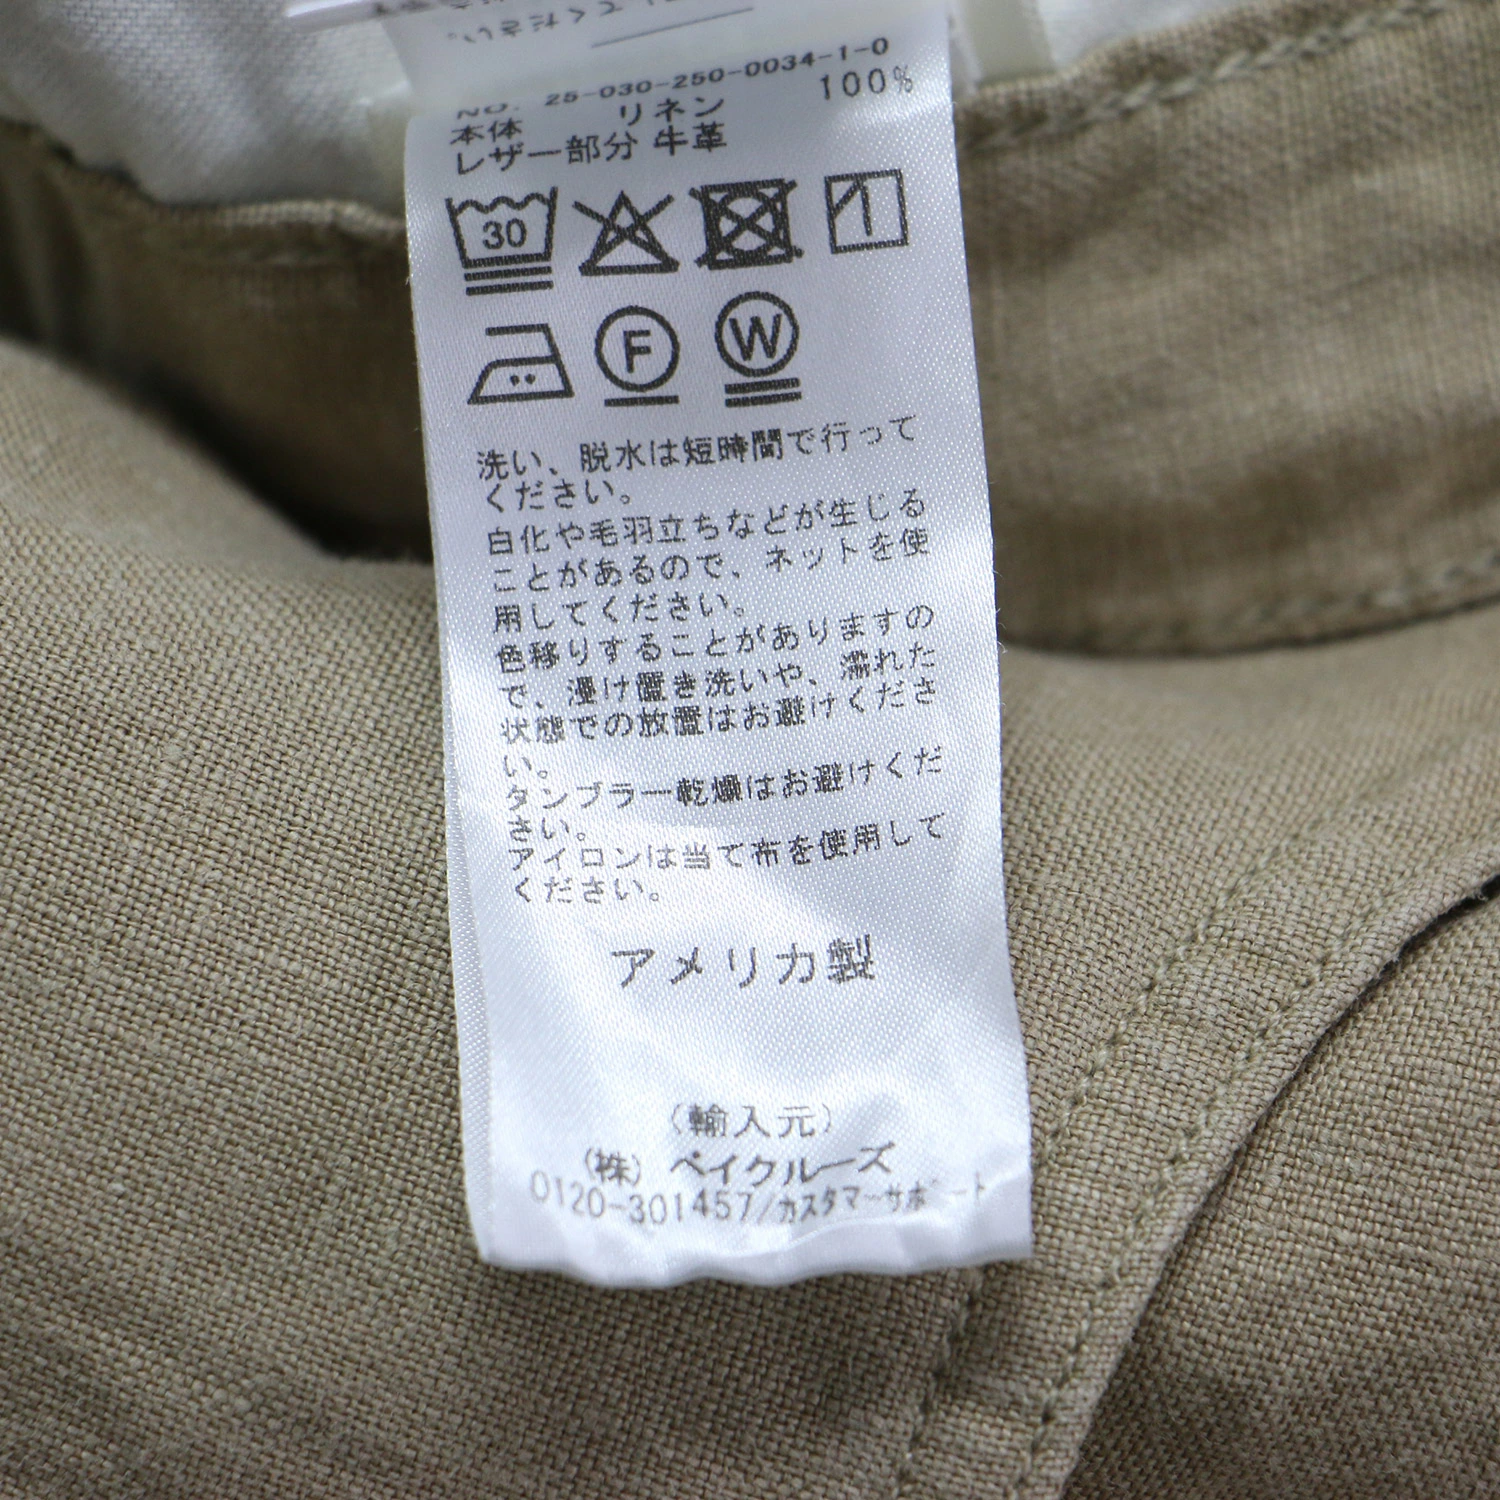 てください。
NO. 25-030-250-0034-1-0
本体 リネン 100%
レザー部分 牛革
30
F
W
洗い、脱水は短時間で行って
ください。
白化や毛羽立ちなどが生じる
ことがあるので、ネットを使
用してください。
色移りすることがありますの
で、浸け置き洗いや、濡れた
状態での放置はお避けくださ
い。
タンブラー乾燥はお避けくだ
さい。
アイロンは当て布を使用して
ください。
アメリカ製
(輸入元)
(株) ベイクルーズ
0120-301457/カスタマーサポート